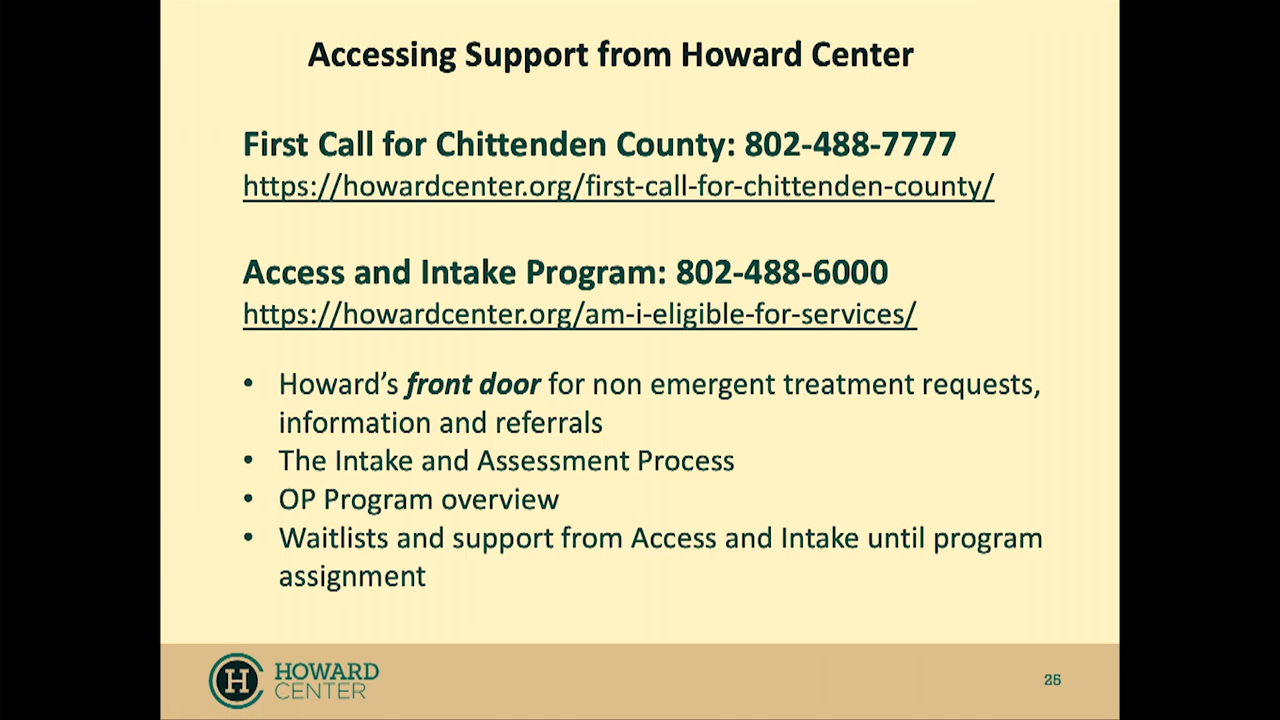 Accessing Support from Howard Center
First Call for Chittenden County: 802-488-7777
https://howardcenter.org/first-call-for-chittenden-county/
Access and Intake Program: 802-488-6000
https://howardcenter.org/am-i-eligible-for-services/
• Howard’s front door for non emergent treatment requests,
information and referrals
• The Intake and Assessment Process
• OP Program overview
• Waitlists and support from Access and Intake until program
assignment
H HOWARD
CENTER
25